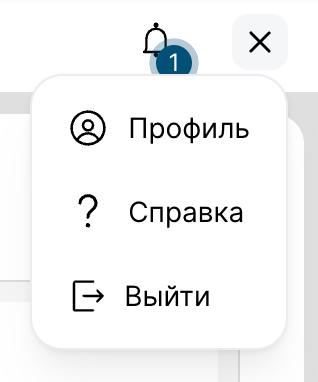 1
Профиль
Справка
Выйти